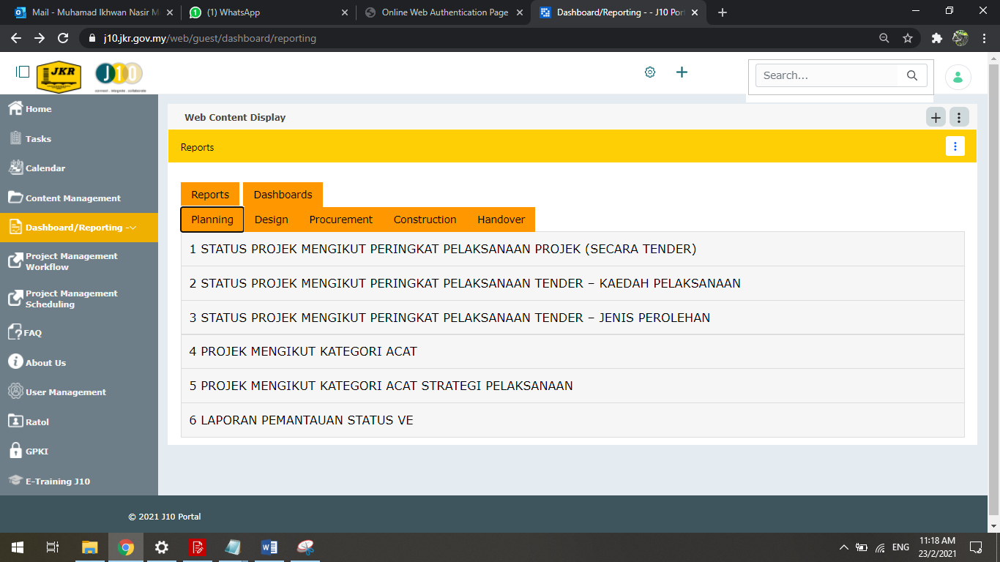 Mail - Muhamad Ikhwan Nasir M
(1) WhatsApp
Online Web Authentication Page
Dashboard/Reporting - - J10 Port
j10.jkr.gov.my/web/guest/dashboard/reporting
JKR
J10
connect - integrate - collaborate
Search...
Home
Tasks
Calendar
Content Management
Dashboard/Reporting -
Project Management
Workflow
Project Management
Scheduling
FAQ
About Us
User Management
Ratol
GPKI
E-Training J10
Web Content Display
Reports
Reports Dashboards
Planning Design Procurement Construction Handover
1 STATUS PROJEK MENGIKUT PERINGKAT PELAKSANAAN PROJEK (SECARA TENDER)
2 STATUS PROJEK MENGIKUT PERINGKAT PELAKSANAAN TENDER – KAEDAH PELAKSANAAN
3 STATUS PROJEK MENGIKUT PERINGKAT PELAKSANAAN TENDER – JENIS PEROLEHAN
4 PROJEK MENGIKUT KATEGORI ACAT
5 PROJEK MENGIKUT KATEGORI ACAT STRATEGI PELAKSANAAN
6 LAPORAN PEMANTAUAN STATUS VE
© 2021 J10 Portal
ENG
11:18 AM
23/2/2021